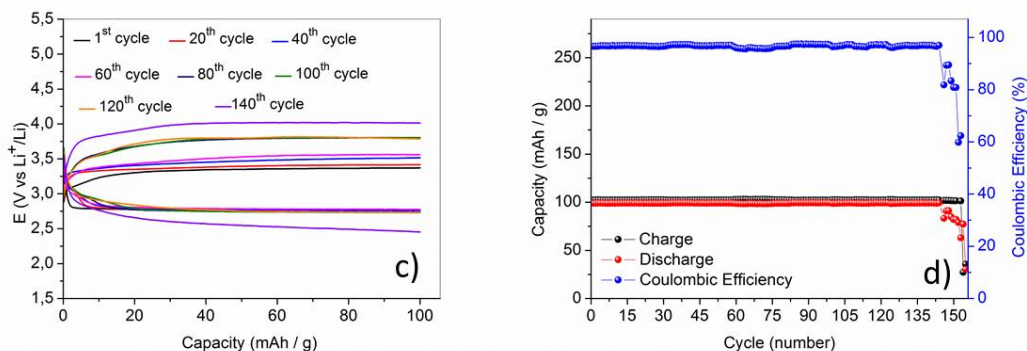 5,5
5,0
4,5
4,0
3,5
3,0
2,5
2,0
1,5
E (V vs Li+/Li)
1st cycle 20th cycle 40th cycle
60th cycle 80th cycle 100th cycle
120th cycle 140th cycle
c)
0 20 40 60 80 100
Capacity (mAh / g)
250
200
150
100
50
0
Capacity (mAh / g)
Charge
Discharge
Coulombic Efficiency
d)
0 15 30 45 60 75 90 105 120 135 150
Cycle (number)
100
80
60
40
20
0
Coulombic Efficiency (%)